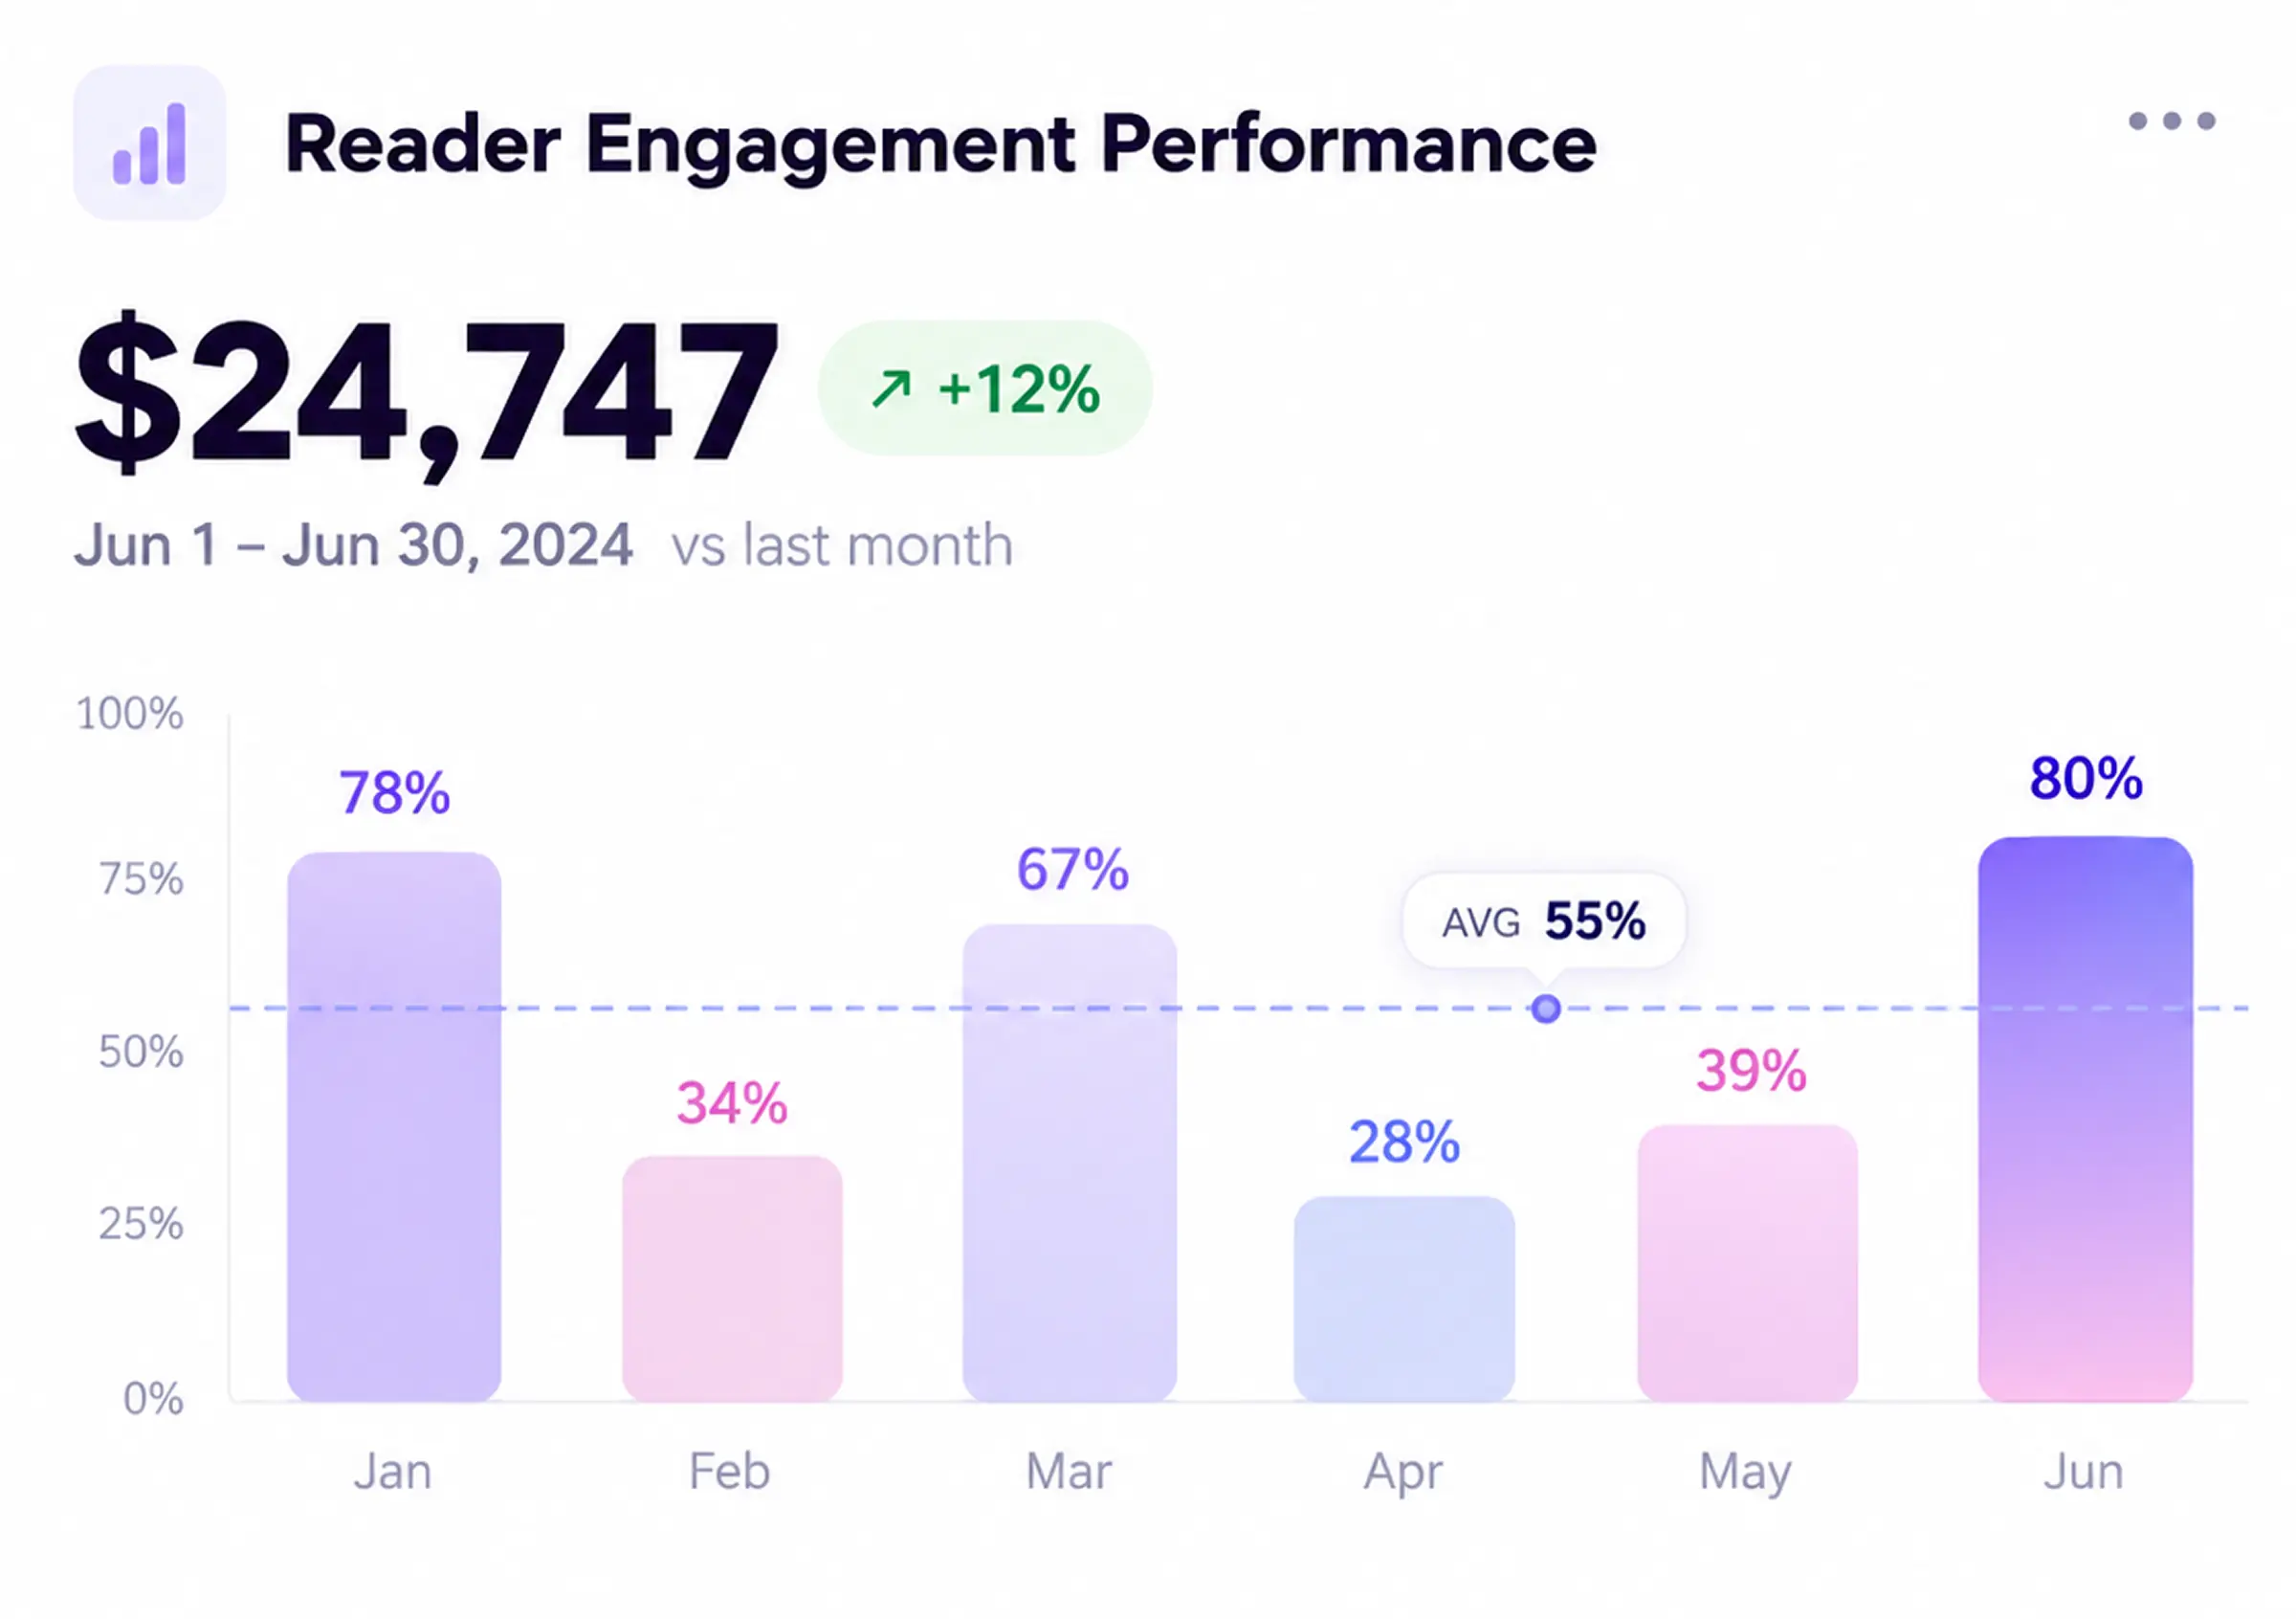 Reader Engagement Performance
$24,747 ↗ +12%
Jun 1 – Jun 30, 2024 vs last month
100%
75%
50%
25%
0%
78%
34%
67%
28%
39%
80%
AVG 55%
Jan Feb Mar Apr May Jun